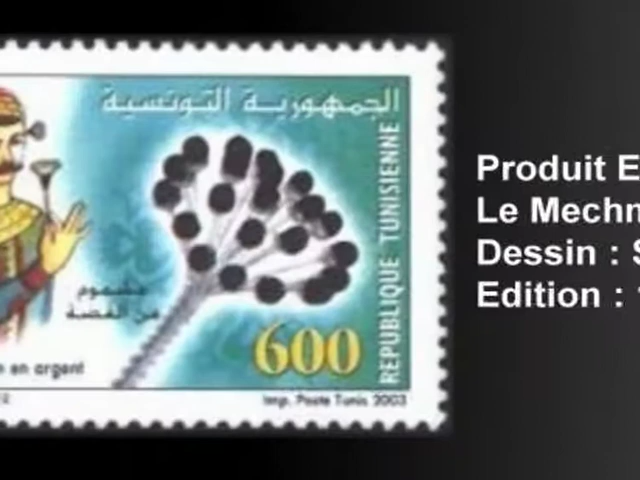 الجمهورية التونسية
REPUBLIQUE TUNISIENNE
مشموم
من الفضة
en argent
600
Imp. Poste Tunis 2003
Produit E
Le Mechn
Dessin : S
Edition :